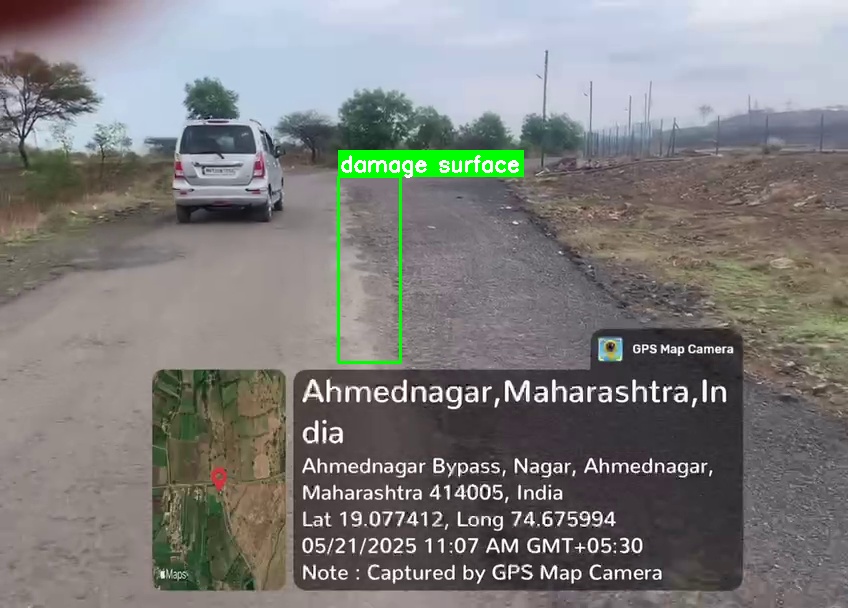 damage surface
GPS Map Camera
Ahmednagar,Maharashtra,In
dia
Ahmednagar Bypass, Nagar, Ahmednagar,
Maharashtra 414005, India
Lat 19.077412, Long 74.675994
05/21/2025 11:07 AM GMT+05:30
Note : Captured by GPS Map Camera
Maps